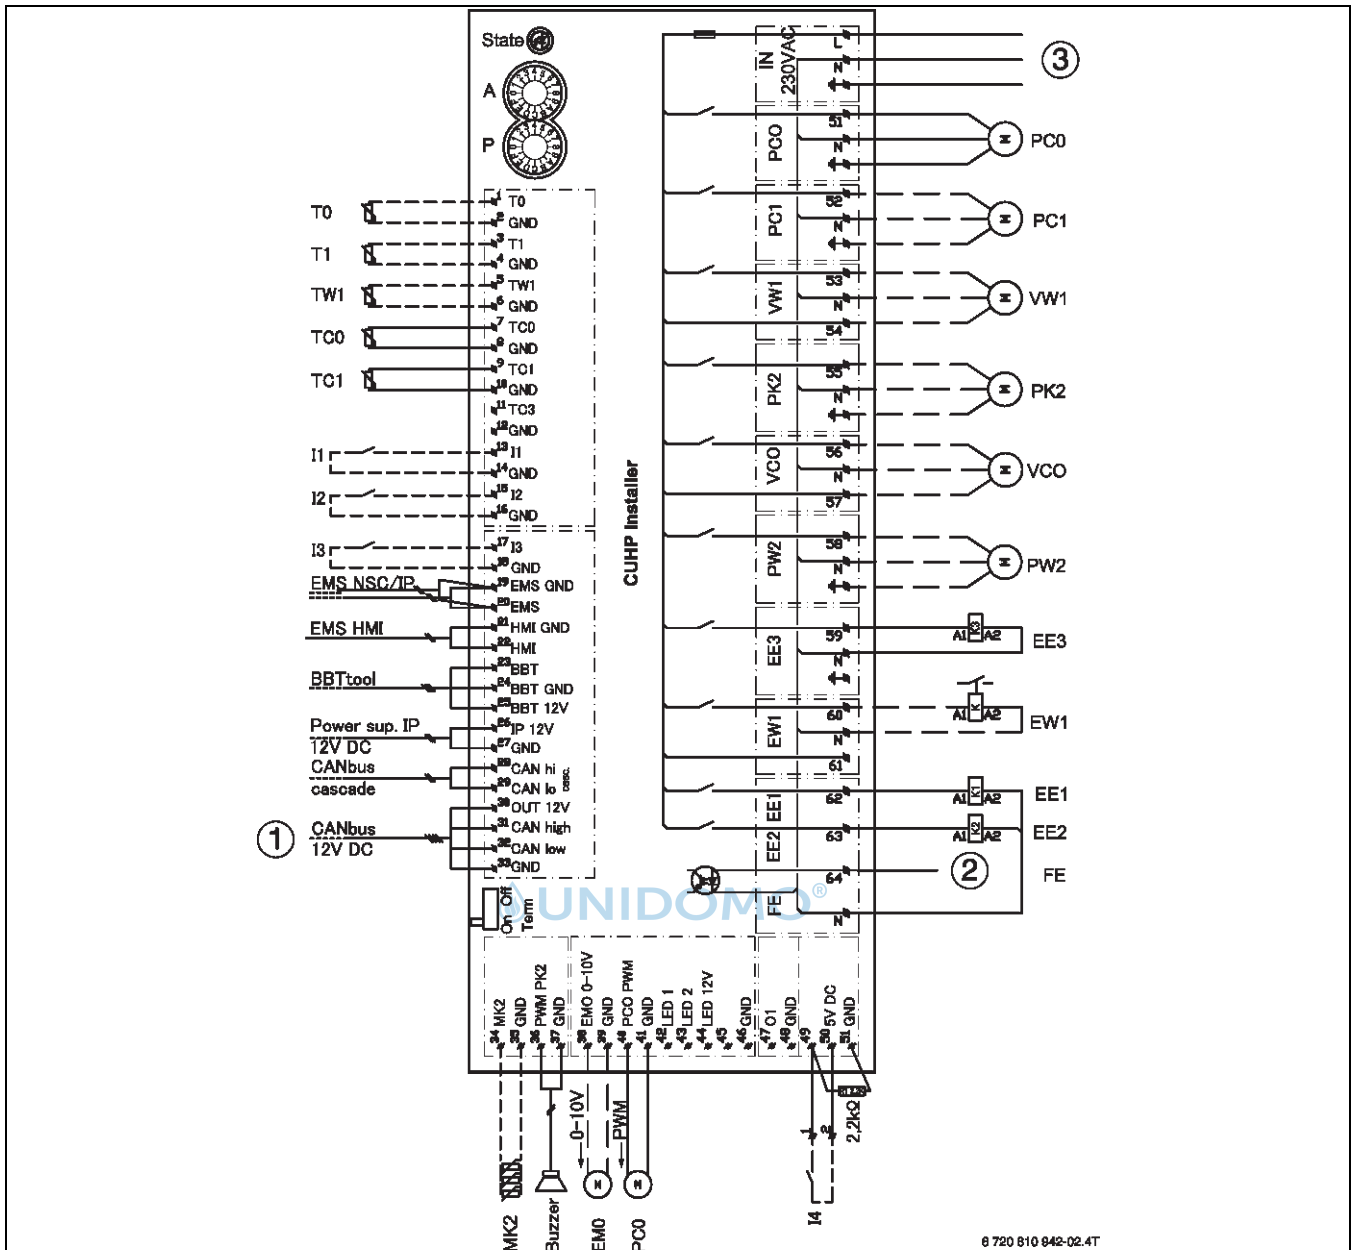 State
A
P
T0
T1
TW1
TC0
TC1
I1
I2
I3
EMS NSC/IP
EMS HMI
BBTtool
Power sup. IP
12V DC
CANbus
cascade
1
CANbus
12V DC
1 T0
2 GND
3 T1
4 GND
5 TW1
6 GND
7 TC0
8 GND
9 TC1
10 GND
11 TC3
12 GND
13 I1
14 GND
15 I2
16 GND
17 I3
18 GND
19 EMS GND
20 EMS
21 HMI GND
22 HMI
23 BBT
24 BBT GND
25 BBT 12V
26 IP 12V
27 GND
28 CAN hi
29 CAN lo
casc.
30 OUT 12V
31 CAN high
32 CAN low
33 GND
On Off
Term
CUHP Installer
UNIDOMO®
IN
230VAC
L
N
3
PC0
51
N
M
PC0
PC1
52
N
M
PC1
VW1
53
N
54
M
VW1
PK2
55
N
M
PK2
VC0
56
N
57
M
VC0
PW2
58
N
M
PW2
EE3
59
N
A1 K3 A2
EE3
EW1
60
N
61
A1 K A2
EW1
EE1
62
A1 K1 A2
EE1
EE2
63
A1 K2 A2
EE2
FE
64
N
2
FE
34 MK2
35 GND
36 PWM PK2
37 GND
38 EM0 0-10V
39 GND
40 PC0 PWM
41 GND
42 LED 1
43 LED 2
44 LED 12V
45
46 GND
47 O1
48 GND
49
50 5V DC
51 GND
0-10V
PWM
1
2
2,2kΩ
MK2
Buzzer
M
EM0
M
PC0
I4
6 720 810 942-02.4T